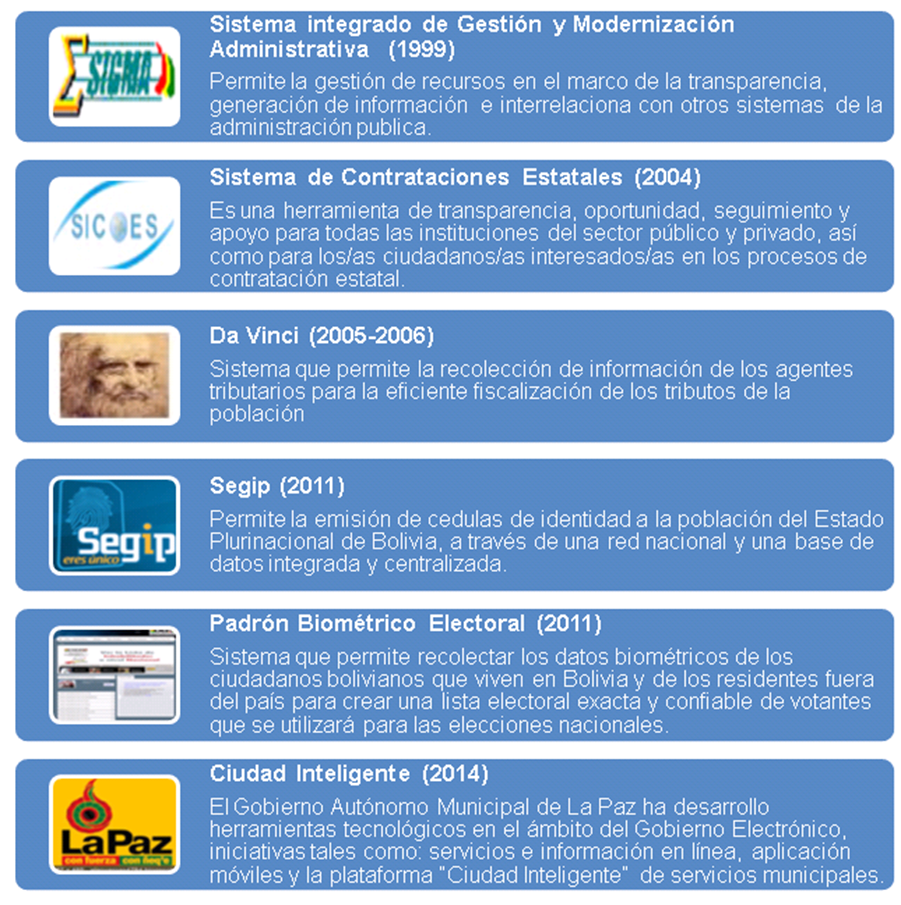 SIGMA
Sistema integrado de Gestión y Modernización
Administrativa (1999)
Permite la gestión de recursos en el marco de la transparencia,
generación de información e interrelaciona con otros sistemas de la
administración publica.
SICOES
Sistema de Contrataciones Estatales (2004)
Es una herramienta de transparencia, oportunidad, seguimiento y
apoyo para todas las instituciones del sector público y privado, así
como para los/as ciudadanos/as interesados/as en los procesos de
contratación estatal.
Da Vinci (2005-2006)
Sistema que permite la recolección de información de los agentes
tributarios para la eficiente fiscalización de los tributos de la
población
Segip
eres único
Segip (2011)
Permite la emisión de cedulas de identidad a la población del Estado
Plurinacional de Bolivia, a través de una red nacional y una base de
datos integrada y centralizada.
Padrón Biométrico Electoral (2011)
Sistema que permite recolectar los datos biométricos de los
ciudadanos bolivianos que viven en Bolivia y de los residentes fuera
del país para crear una lista electoral exacta y confiable de votantes
que se utilizará para las elecciones nacionales.
LaPaz
con fuerza con ñeq'e
Ciudad Inteligente (2014)
El Gobierno Autónomo Municipal de La Paz ha desarrollo
herramientas tecnológicos en el ámbito del Gobierno Electrónico,
iniciativas tales como: servicios e información en línea, aplicación
móviles y la plataforma "Ciudad Inteligente" de servicios municipales.